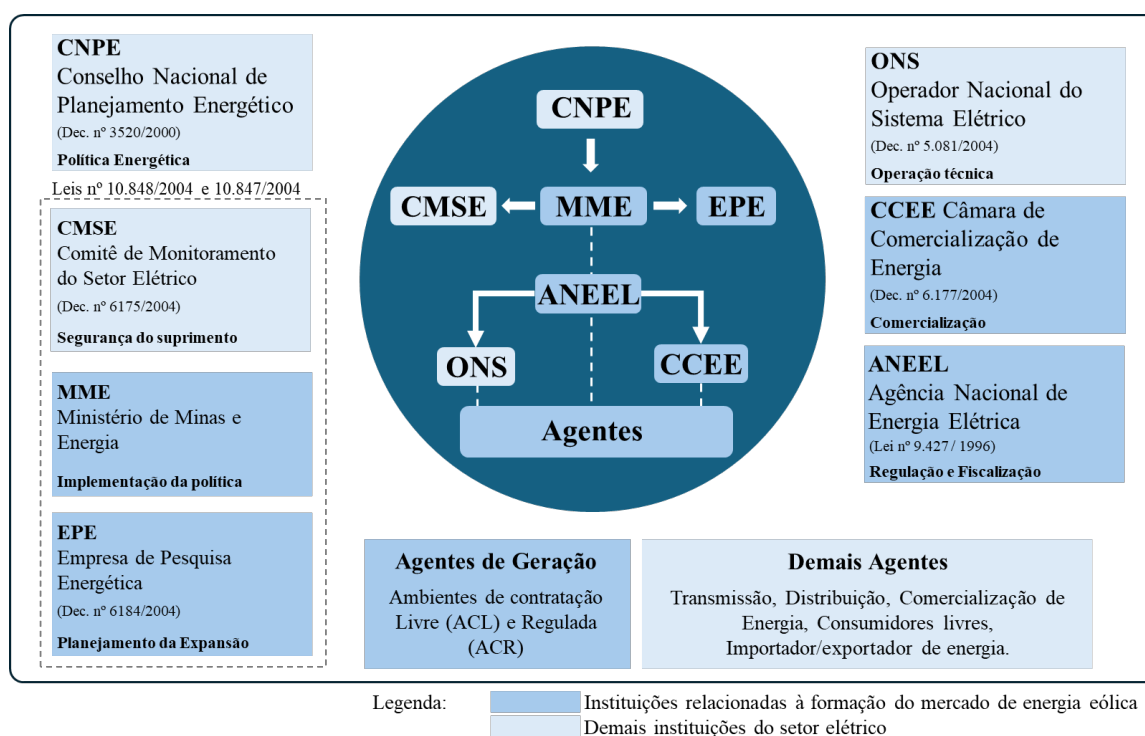 CNPE
Conselho Nacional de
Planejamento Energético
(Dec. nº 3520/2000)
Política Energética
Leis nº 10.848/2004 e 10.847/2004
CMSE
Comitê de Monitoramento
do Setor Elétrico
(Dec. nº 6175/2004)
Segurança do suprimento
MME
Ministério de Minas e
Energia
Implementação da política
EPE
Empresa de Pesquisa
Energética
(Dec. nº 6184/2004)
Planejamento da Expansão
CNPE
CMSE
MME
EPE
ANEEL
ONS
CCEE
Agentes
ONS
Operador Nacional do
Sistema Elétrico
(Dec. nº 5.081/2004)
Operação técnica
CCEE Câmara de
Comercialização de
Energia
(Dec. nº 6.177/2004)
Comercialização
ANEEL
Agência Nacional de
Energia Elétrica
(Lei nº 9.427 / 1996)
Regulação e Fiscalização
Agentes de Geração
Ambientes de contratação
Livre (ACL) e Regulada
(ACR)
Demais Agentes
Transmissão, Distribuição, Comercialização de
Energia, Consumidores livres,
Importador/exportador de energia.
Legenda:
Instituições relacionadas à formação do mercado de energia eólica
Demais instituições do setor elétrico